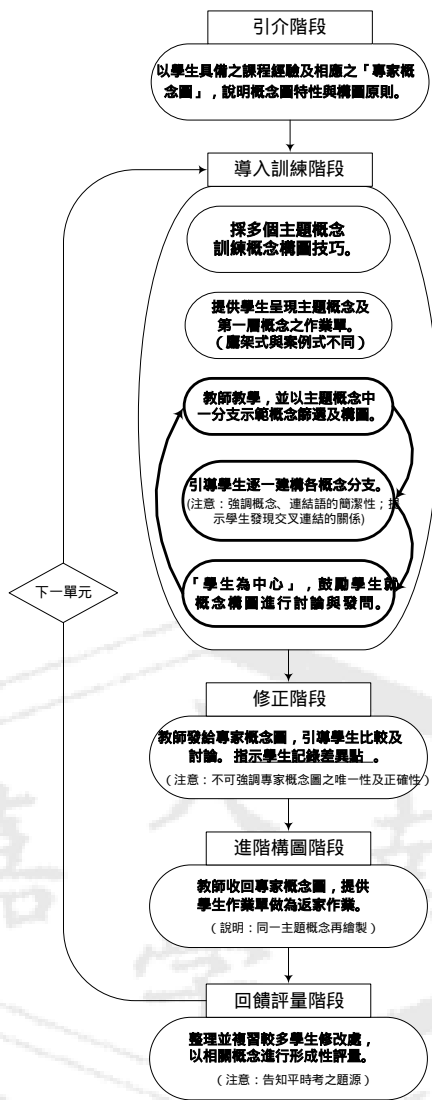 引介階段
以學生具備之課程經驗及相應之「專家概
念圖」，說明概念圖特性與構圖原則。
導入訓練階段
採多個主題概念
訓練概念構圖技巧。
提供學生呈現主題概念及
第一層概念之作業單。
（鷹架式與案例式不同）
教師教學，並以主題概念中
一分支示範概念篩選及構圖。
引導學生逐一建構各概念分支。
(注意：強調概念、連結語的簡潔性；提
示學生發現交叉連結的關係)
「學生為中心」，鼓勵學生就
概念構圖進行討論與發問。
下一單元
修正階段
教師發給專家概念圖，引導學生比較及
討論。 指示學生記錄差異點 。
（注意：不可強調專家概念圖之唯一性及正確性）
進階構圖階段
教師收回專家概念圖，提供
學生作業單做為返家作業。
（說明：同一主題概念再繪製）
回饋評量階段
整理並複習較多學生修改處，
以相關概念進行形成性評量。
（注意：告知平時考之題源）